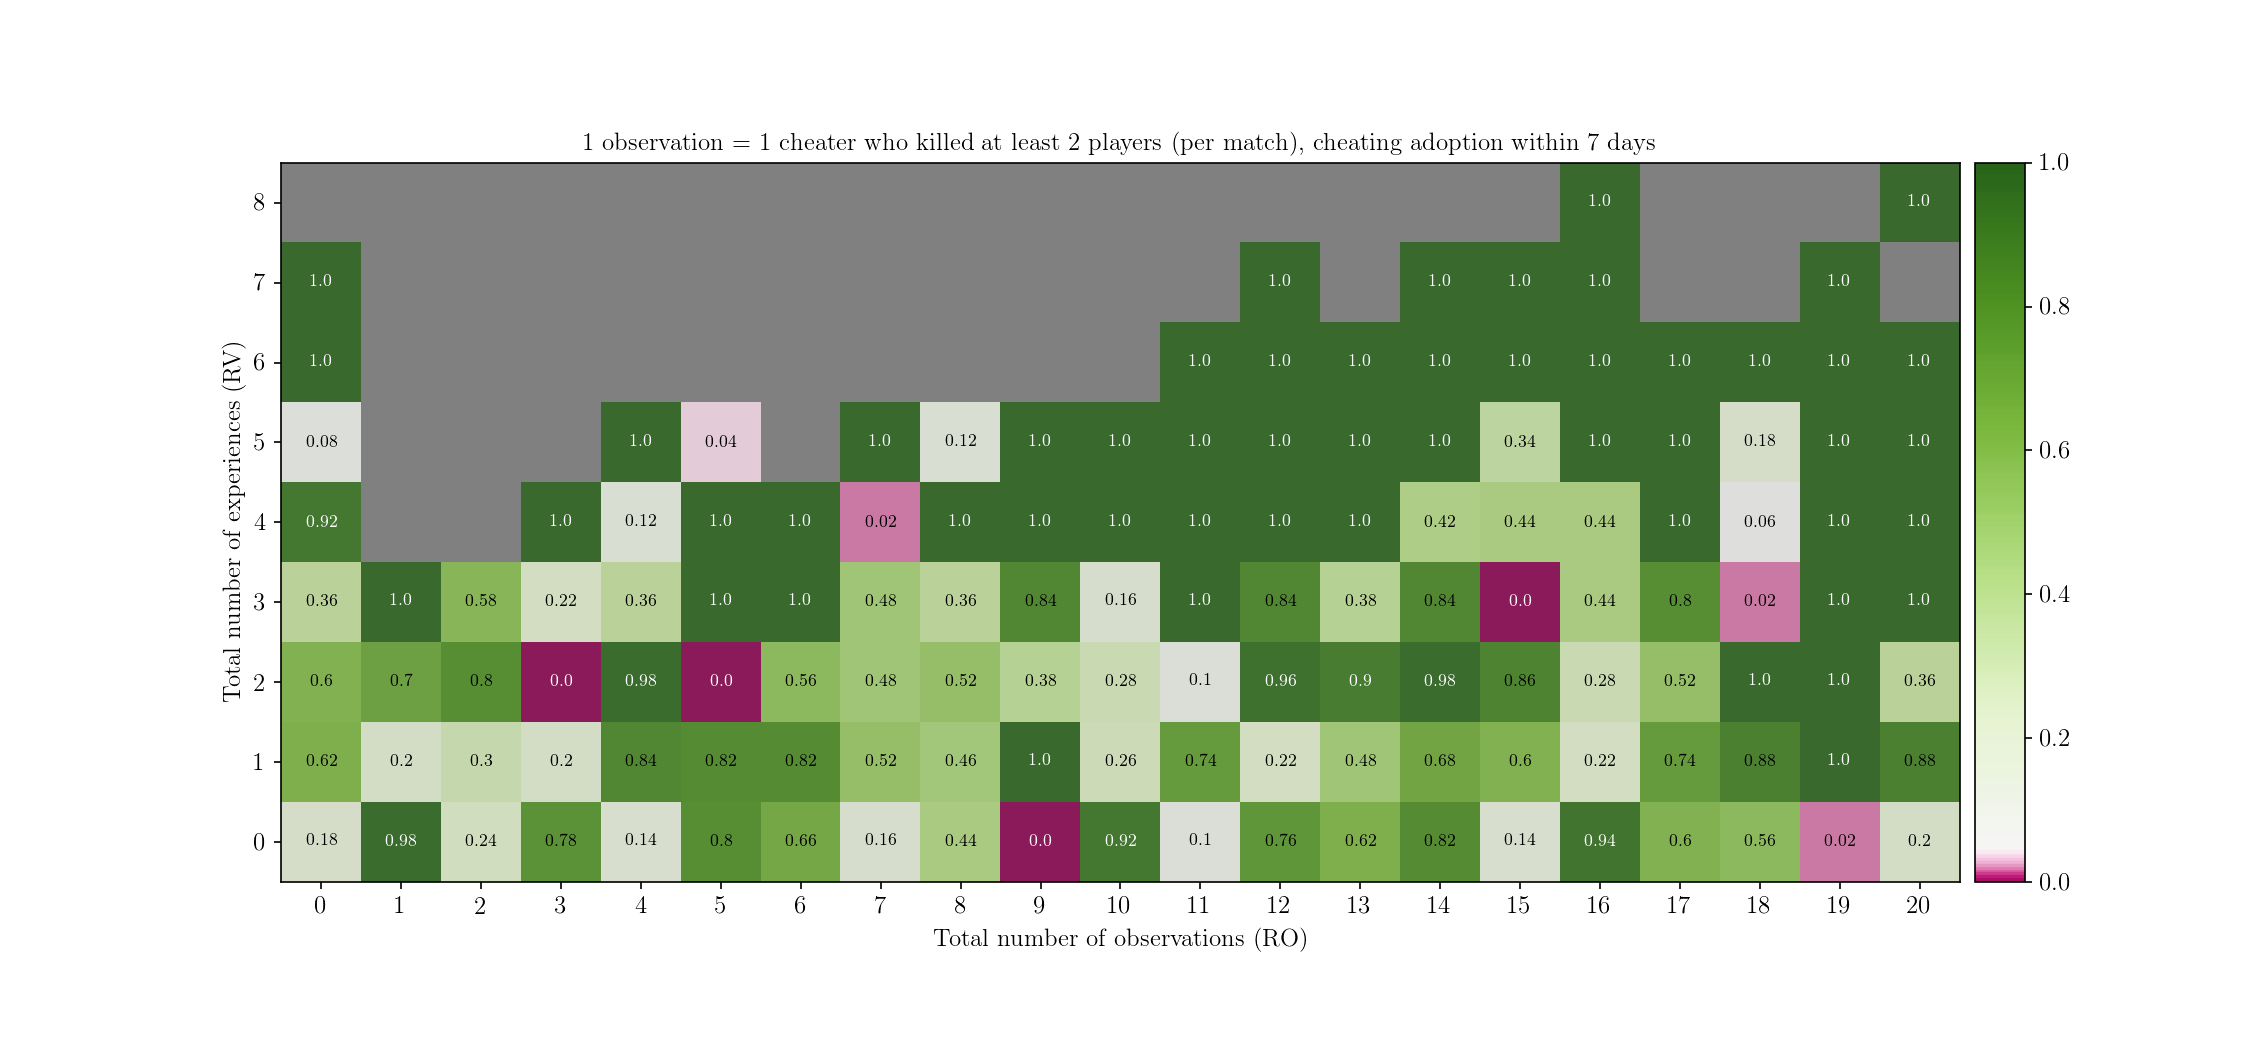 1 observation = 1 cheater who killed at least 2 players (per match), cheating adoption within 7 days
Total number of experiences (RV)
8 1.0 1.0
7 1.0 1.0 1.0 1.0 1.0 1.0
6 1.0 1.0 1.0 1.0 1.0 1.0 1.0 1.0 1.0 1.0 1.0
5 0.08 1.0 0.04 1.0 0.12 1.0 1.0 1.0 1.0 1.0 1.0 0.34 1.0 1.0 0.18 1.0 1.0
4 0.92 1.0 0.12 1.0 1.0 0.02 1.0 1.0 1.0 1.0 1.0 1.0 0.42 0.44 0.44 1.0 0.06 1.0 1.0
3 0.36 1.0 0.58 0.22 0.36 1.0 1.0 0.48 0.36 0.84 0.16 1.0 0.84 0.38 0.84 0.0 0.44 0.8 0.02 1.0 1.0
2 0.6 0.7 0.8 0.0 0.98 0.0 0.56 0.48 0.52 0.38 0.28 0.1 0.96 0.9 0.98 0.86 0.28 0.52 1.0 1.0 0.36
1 0.62 0.2 0.3 0.2 0.84 0.82 0.82 0.52 0.46 1.0 0.26 0.74 0.22 0.48 0.68 0.6 0.22 0.74 0.88 1.0 0.88
0 0.18 0.98 0.24 0.78 0.14 0.8 0.66 0.16 0.44 0.0 0.92 0.1 0.76 0.62 0.82 0.14 0.94 0.6 0.56 0.02 0.2
0 1 2 3 4 5 6 7 8 9 10 11 12 13 14 15 16 17 18 19 20
Total number of observations (RO)
1.0
0.8
0.6
0.4
0.2
0.0